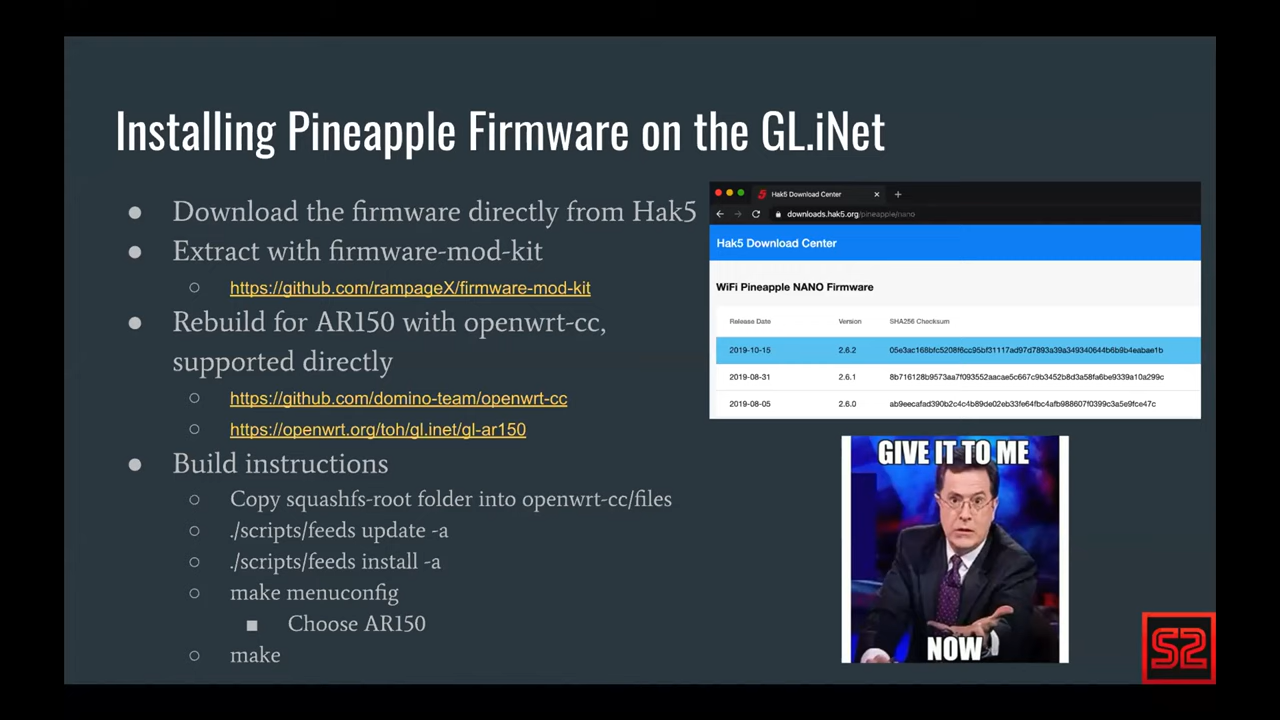 Installing Pineapple Firmware on the GL.iNet
● Download the firmware directly from Hak5
● Extract with firmware-mod-kit
○ https://github.com/rampageX/firmware-mod-kit
● Rebuild for AR150 with openwrt-cc,
supported directly
○ https://github.com/domino-team/openwrt-cc
○ https://openwrt.org/toh/gl.inet/gl-ar150
● Build instructions
○ Copy squashfs-root folder into openwrt-cc/files
○ ./scripts/feeds update -a
○ ./scripts/feeds install -a
○ make menuconfig
■ Choose AR150
○ make
Hak5 Download Center
downloads.hak5.org/pineapple/nano
Hak5 Download Center
WiFi Pineapple NANO Firmware
Release Date Version SHA256 Checksum
2019-10-15 2.6.2 05e3ac168bfc5208f6cc95bf31117ad97d7893a39a349340644b6b9b4eabae1b
2019-08-31 2.6.1 8b716128b9573aa7f093552aacae5c667c9b3452b8d3a58fa6be9339a10a299c
2019-08-05 2.6.0 ab9eecafad390b2c4c4b89de02eb33fe64fbc4afb988607f0399c3a5e9fce47c
GIVE IT TO ME
NOW
S2